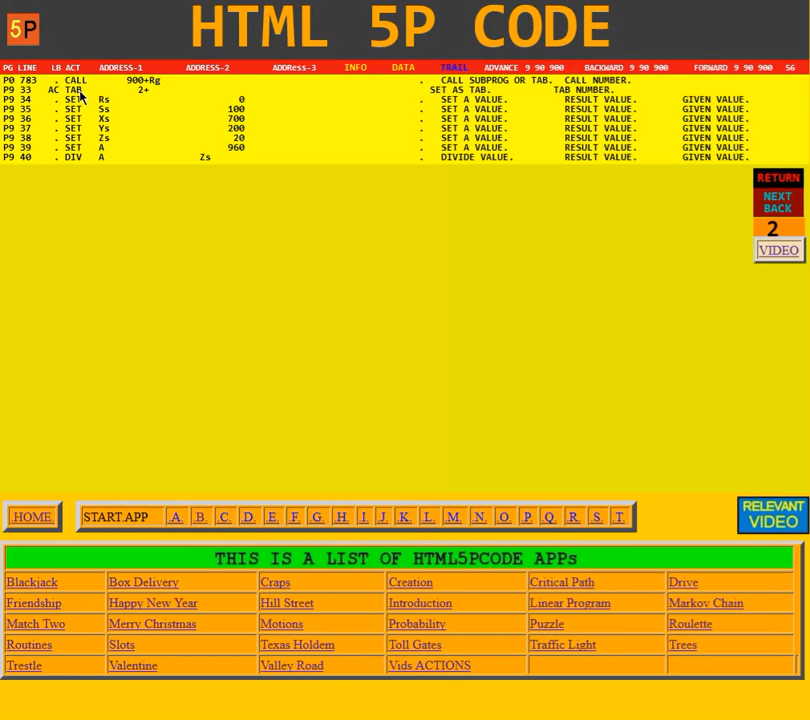 5P HTML 5P CODE
PG LINE LB ACT ADDRESS-1 ADDRESS-2 ADDRess-3 INFO DATA TRAIL ADVANCE 9 90 900 BACKWARD 9 90 900 FORWARD 9 90 900 56
P0 783 . CALL 900+Rg . CALL SUBPROG OR TAB. CALL NUMBER.
P9 33 AC TAB 2+ SET AS TAB. TAB NUMBER.
P9 34 . SET Rs 0 . SET A VALUE. RESULT VALUE. GIVEN VALUE.
P9 35 . SET Ss 100 . SET A VALUE. RESULT VALUE. GIVEN VALUE.
P9 36 . SET Xs 700 . SET A VALUE. RESULT VALUE. GIVEN VALUE.
P9 37 . SET Ys 200 . SET A VALUE. RESULT VALUE. GIVEN VALUE.
P9 38 . SET Zs 20 . SET A VALUE. RESULT VALUE. GIVEN VALUE.
P9 39 . SET A 960 . SET A VALUE. RESULT VALUE. GIVEN VALUE.
P9 40 . DIV A Zs . DIVIDE VALUE. RESULT VALUE. GIVEN VALUE.
RETURN
NEXT
BACK
2
VIDEO
.HOME. START.APP .A. .B. .C. .D. .E. .F. .G. .H. .I .J. .K. .L. .M. .N. .O. .P. .Q. .R. .S. .T.
RELEVANT
VIDEO
THIS IS A LIST OF HTML5PCODE APPs
Blackjack Box Delivery Craps Creation Critical Path Drive
Friendship Happy New Year Hill Street Introduction Linear Program Markov Chain
Match Two Merry Christmas Motions Probability Puzzle Roulette
Routines Slots Texas Holdem Toll Gates Traffic Light Trees
Trestle Valentine Valley Road Vids ACTIONS